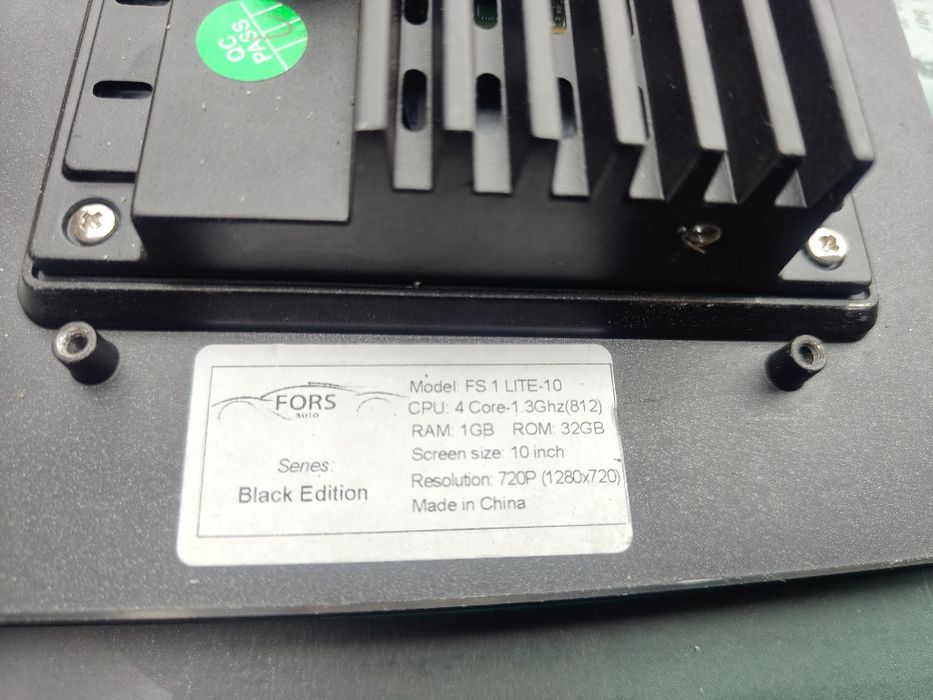 QC
PASS
FORS
auto
Series:
Black Edition
Model: FS 1 LITE-10
CPU: 4 Core-1.3Ghz(812)
RAM: 1GB ROM: 32GB
Screen size: 10 inch
Resolution: 720P (1280x720)
Made in China